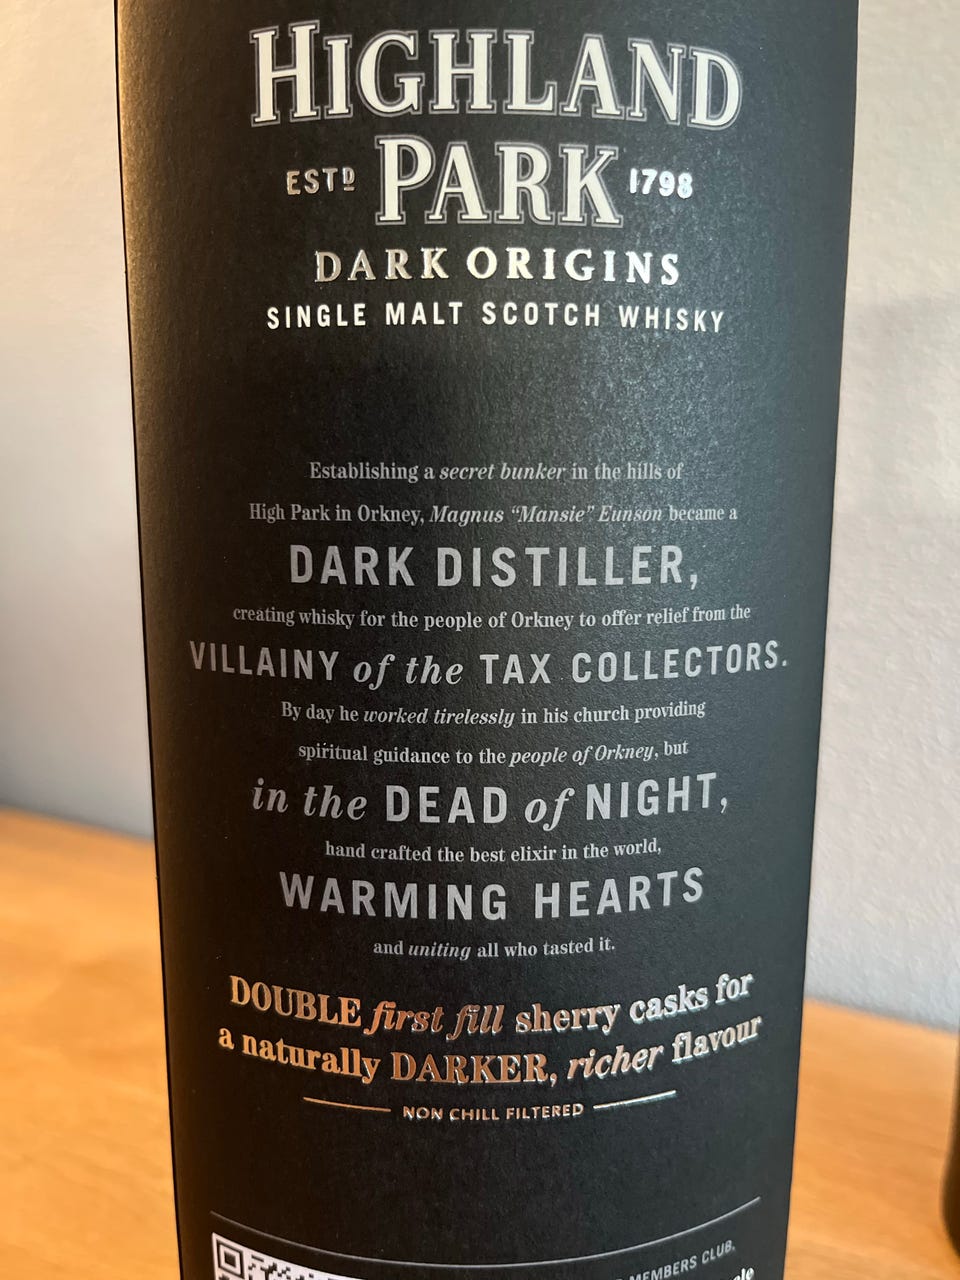 HIGHLAND
ESTD PARK 1798
DARK ORIGINS
SINGLE MALT SCOTCH WHISKY
Establishing a secret bunker in the hills of
High Park in Orkney, Magnus “Mansie” Eunson became a
DARK DISTILLER,
creating whisky for the people of Orkney to offer relief from the
VILLAINY of the TAX COLLECTORS.
By day he worked tirelessly in his church providing
spiritual guidance to the people of Orkney, but
in the DEAD of NIGHT,
hand crafted the best elixir in the world,
WARMING HEARTS
and uniting all who tasted it.
DOUBLE first fill sherry casks for
a naturally DARKER, richer flavour
NON CHILL FILTERED
MEMBERS CLUB.